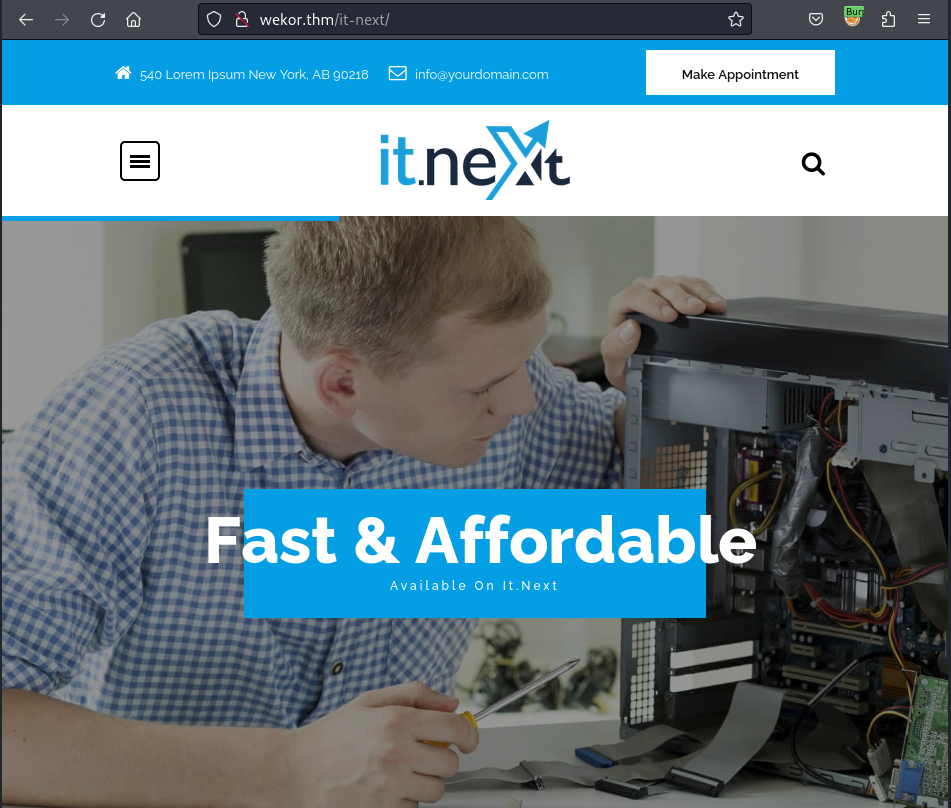 Burp
wekor.thm/it-next/
540 Lorem Ipsum New York, AB 90218 info@yourdomain.com Make Appointment
it.next
Fast & Affordable
Available On It.Next